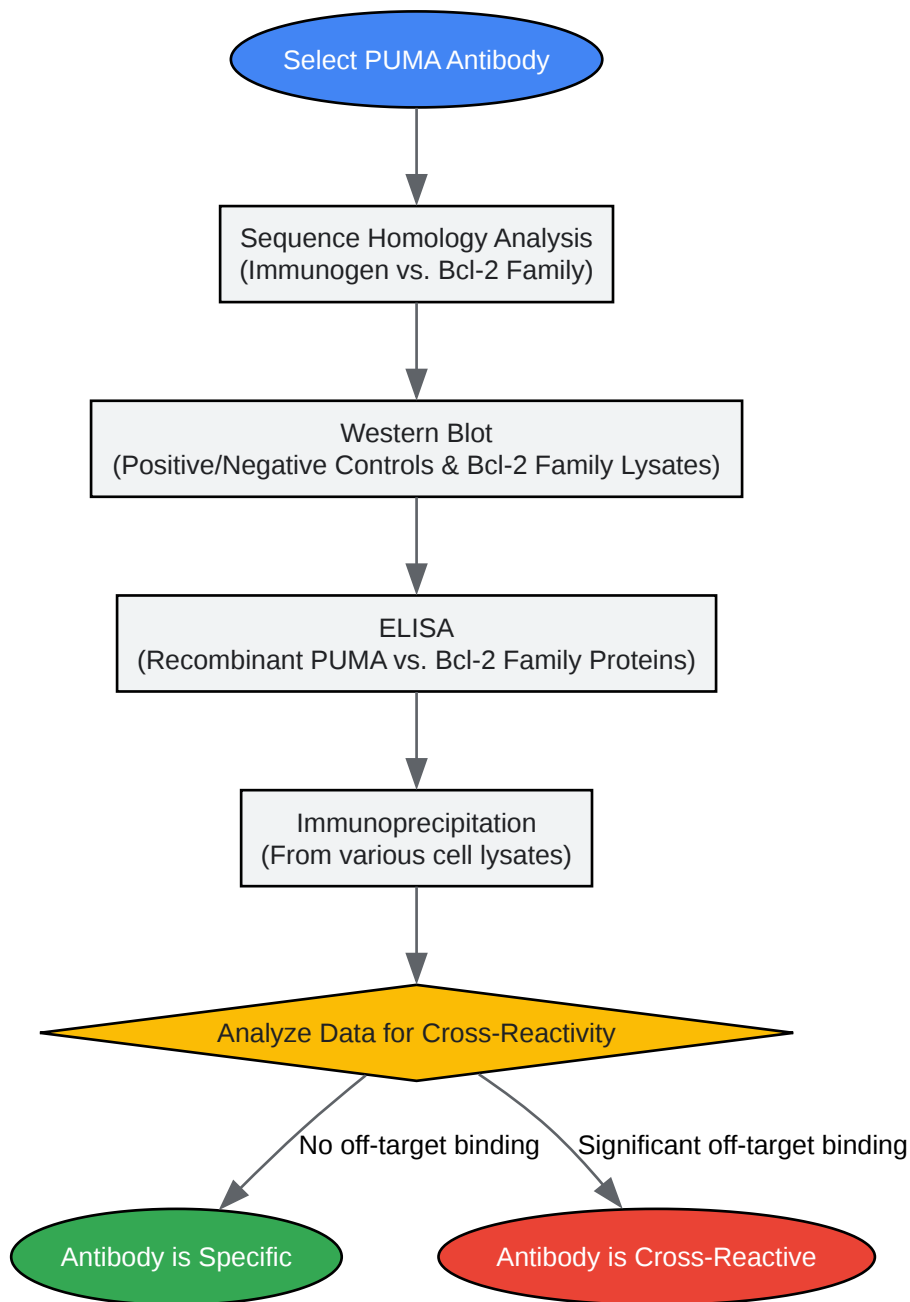 Select PUMA Antibody
Sequence Homology Analysis
(Immunogen vs. Bcl-2 Family)
Western Blot
(Positive/Negative Controls & Bcl-2 Family Lysates)
ELISA
(Recombinant PUMA vs. Bcl-2 Family Proteins)
Immunoprecipitation
(From various cell lysates)
Analyze Data for Cross-Reactivity
No off-target binding
Significant off-target binding
Antibody is Specific
Antibody is Cross-Reactive